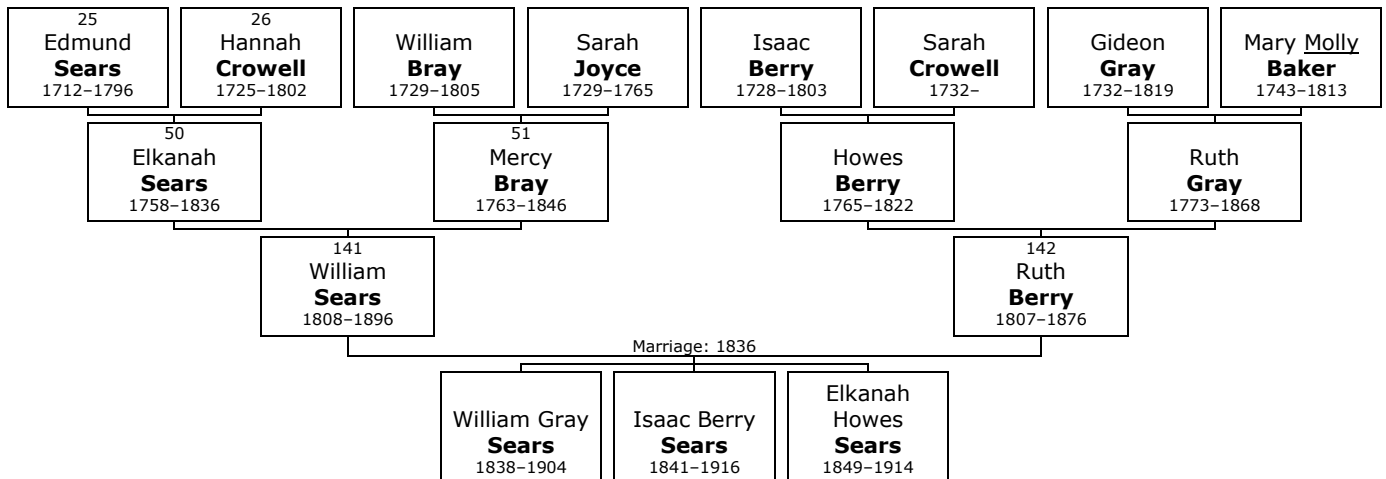 25
Edmund
Sears
1712–1796
26
Hannah
Crowell
1725–1802
William
Bray
1729–1805
Sarah
Joyce
1729–1765
Isaac
Berry
1728–1803
Sarah
Crowell
1732–
Gideon
Gray
1732–1819
Mary Molly
Baker
1743–1813
50
Elkanah
Sears
1758–1836
51
Mercy
Bray
1763–1846
Howes
Berry
1765–1822
Ruth
Gray
1773–1868
141
William
Sears
1808–1896
142
Ruth
Berry
1807–1876
Marriage: 1836
William Gray
Sears
1838–1904
Isaac Berry
Sears
1841–1916
Elkanah
Howes
Sears
1849–1914